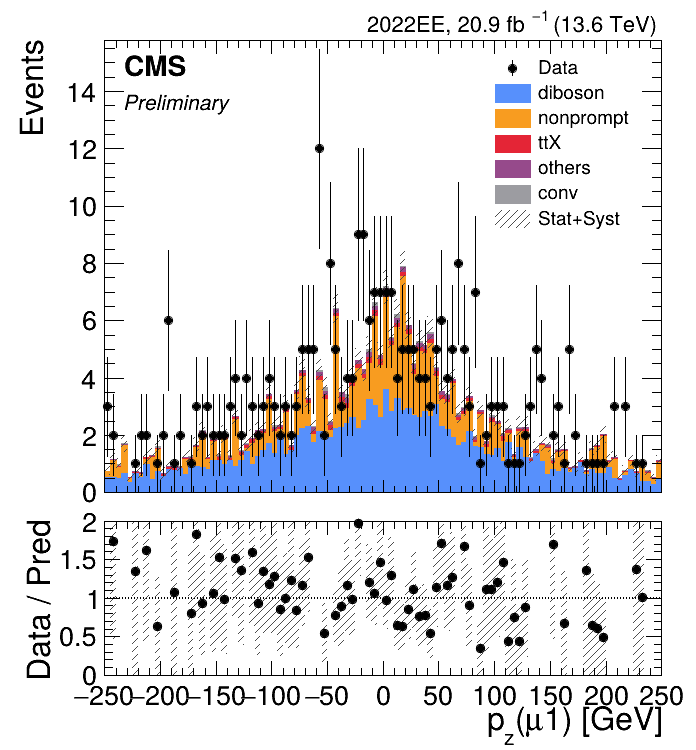 2022EE, 20.9 fb⁻¹ (13.6 TeV)
Events
CMS
Preliminary
Data
diboson
nonprompt
ttX
others
conv
Stat+Syst
14
12
10
8
6
4
2
0
Data / Pred
2
1.5
1
0.5
0
−250 −200 −150 −100 −50 0 50 100 150 200 250
p_z(μ1) [GeV]